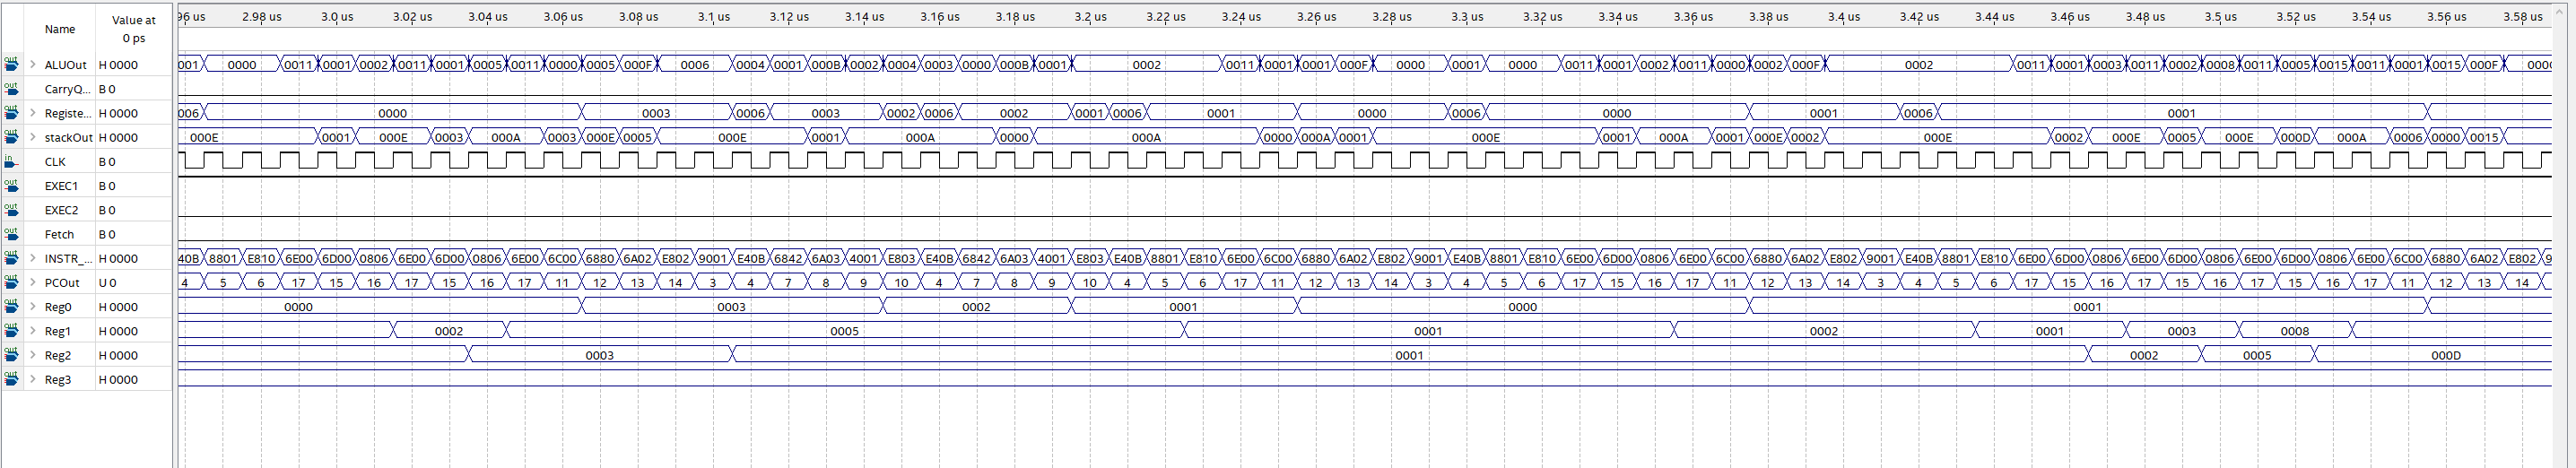 Name Value at 0 ps 96 us 2.98 us 3.0 us 3.02 us 3.04 us 3.06 us 3.08 us 3.1 us 3.12 us 3.14 us 3.16 us 3.18 us 3.2 us 3.22 us 3.24 us 3.26 us 3.28 us 3.3 us 3.32 us 3.34 us 3.36 us 3.38 us 3.4 us 3.42 us 3.44 us 3.46 us 3.48 us 3.5 us 3.52 us 3.54 us 3.56 us 3.58 us
out ALUOut H 0000 001 0000 0011 0001 0002 0011 0001 0005 0011 0000 0005 000F 0006 0004 0001 000B 0002 0004 0003 0000 000B 0001 0002 0011 0001 0001 000F 0000 0001 0000 0011 0001 0002 0011 0000 0002 000F 0002 0011 0001 0003 0011 0002 0008 0011 0005 0015 0011 0001 0015 000F 000
out CarryQ... B 0
out Registe... H 0000 006 0000 0003 0006 0003 0002 0006 0002 0001 0006 0001 0000 0006 0000 0001 0006 0001
out stackOut H 0000 000E 0001 000E 0003 000A 0003 000E 0005 000E 0001 000A 0000 000A 0000 000A 0001 000E 0001 000A 0001 000E 0002 000E 0002 000E 0005 000E 000D 000A 0006 0000 0015
in CLK B 0
out EXEC1 B 0
out EXEC2 B 0
out Fetch B 0
out INSTR_... H 0000 40B 8801 E810 6E00 6D00 0806 6E00 6D00 0806 6E00 6C00 6880 6A02 E802 9001 E40B 6842 6A03 4001 E803 E40B 6842 6A03 4001 E803 E40B 8801 E810 6E00 6C00 6880 6A02 E802 9001 E40B 8801 E810 6E00 6D00 0806 6E00 6C00 6880 6A02 E802 9001 E40B 8801 E810 6E00 6D00 0806 6E00 6D00 0806 6E00 6D00 0806 6E00 6C00 6880 6A02 E802 9
out PCOut U 0 4 5 6 17 15 16 17 15 16 17 11 12 13 14 3 4 7 8 9 10 4 7 8 9 10 4 5 6 17 11 12 13 14 3 4 5 6 17 15 16 17 11 12 13 14 3 4 5 6 17 15 16 17 15 16 17 15 16 17 11 12 13 14
out Reg0 H 0000 0000 0003 0002 0001 0000 0001
out Reg1 H 0000 0002 0005 0001 0002 0001 0003 0008
out Reg2 H 0000 0003 0001 0002 0005 000D
out Reg3 H 0000